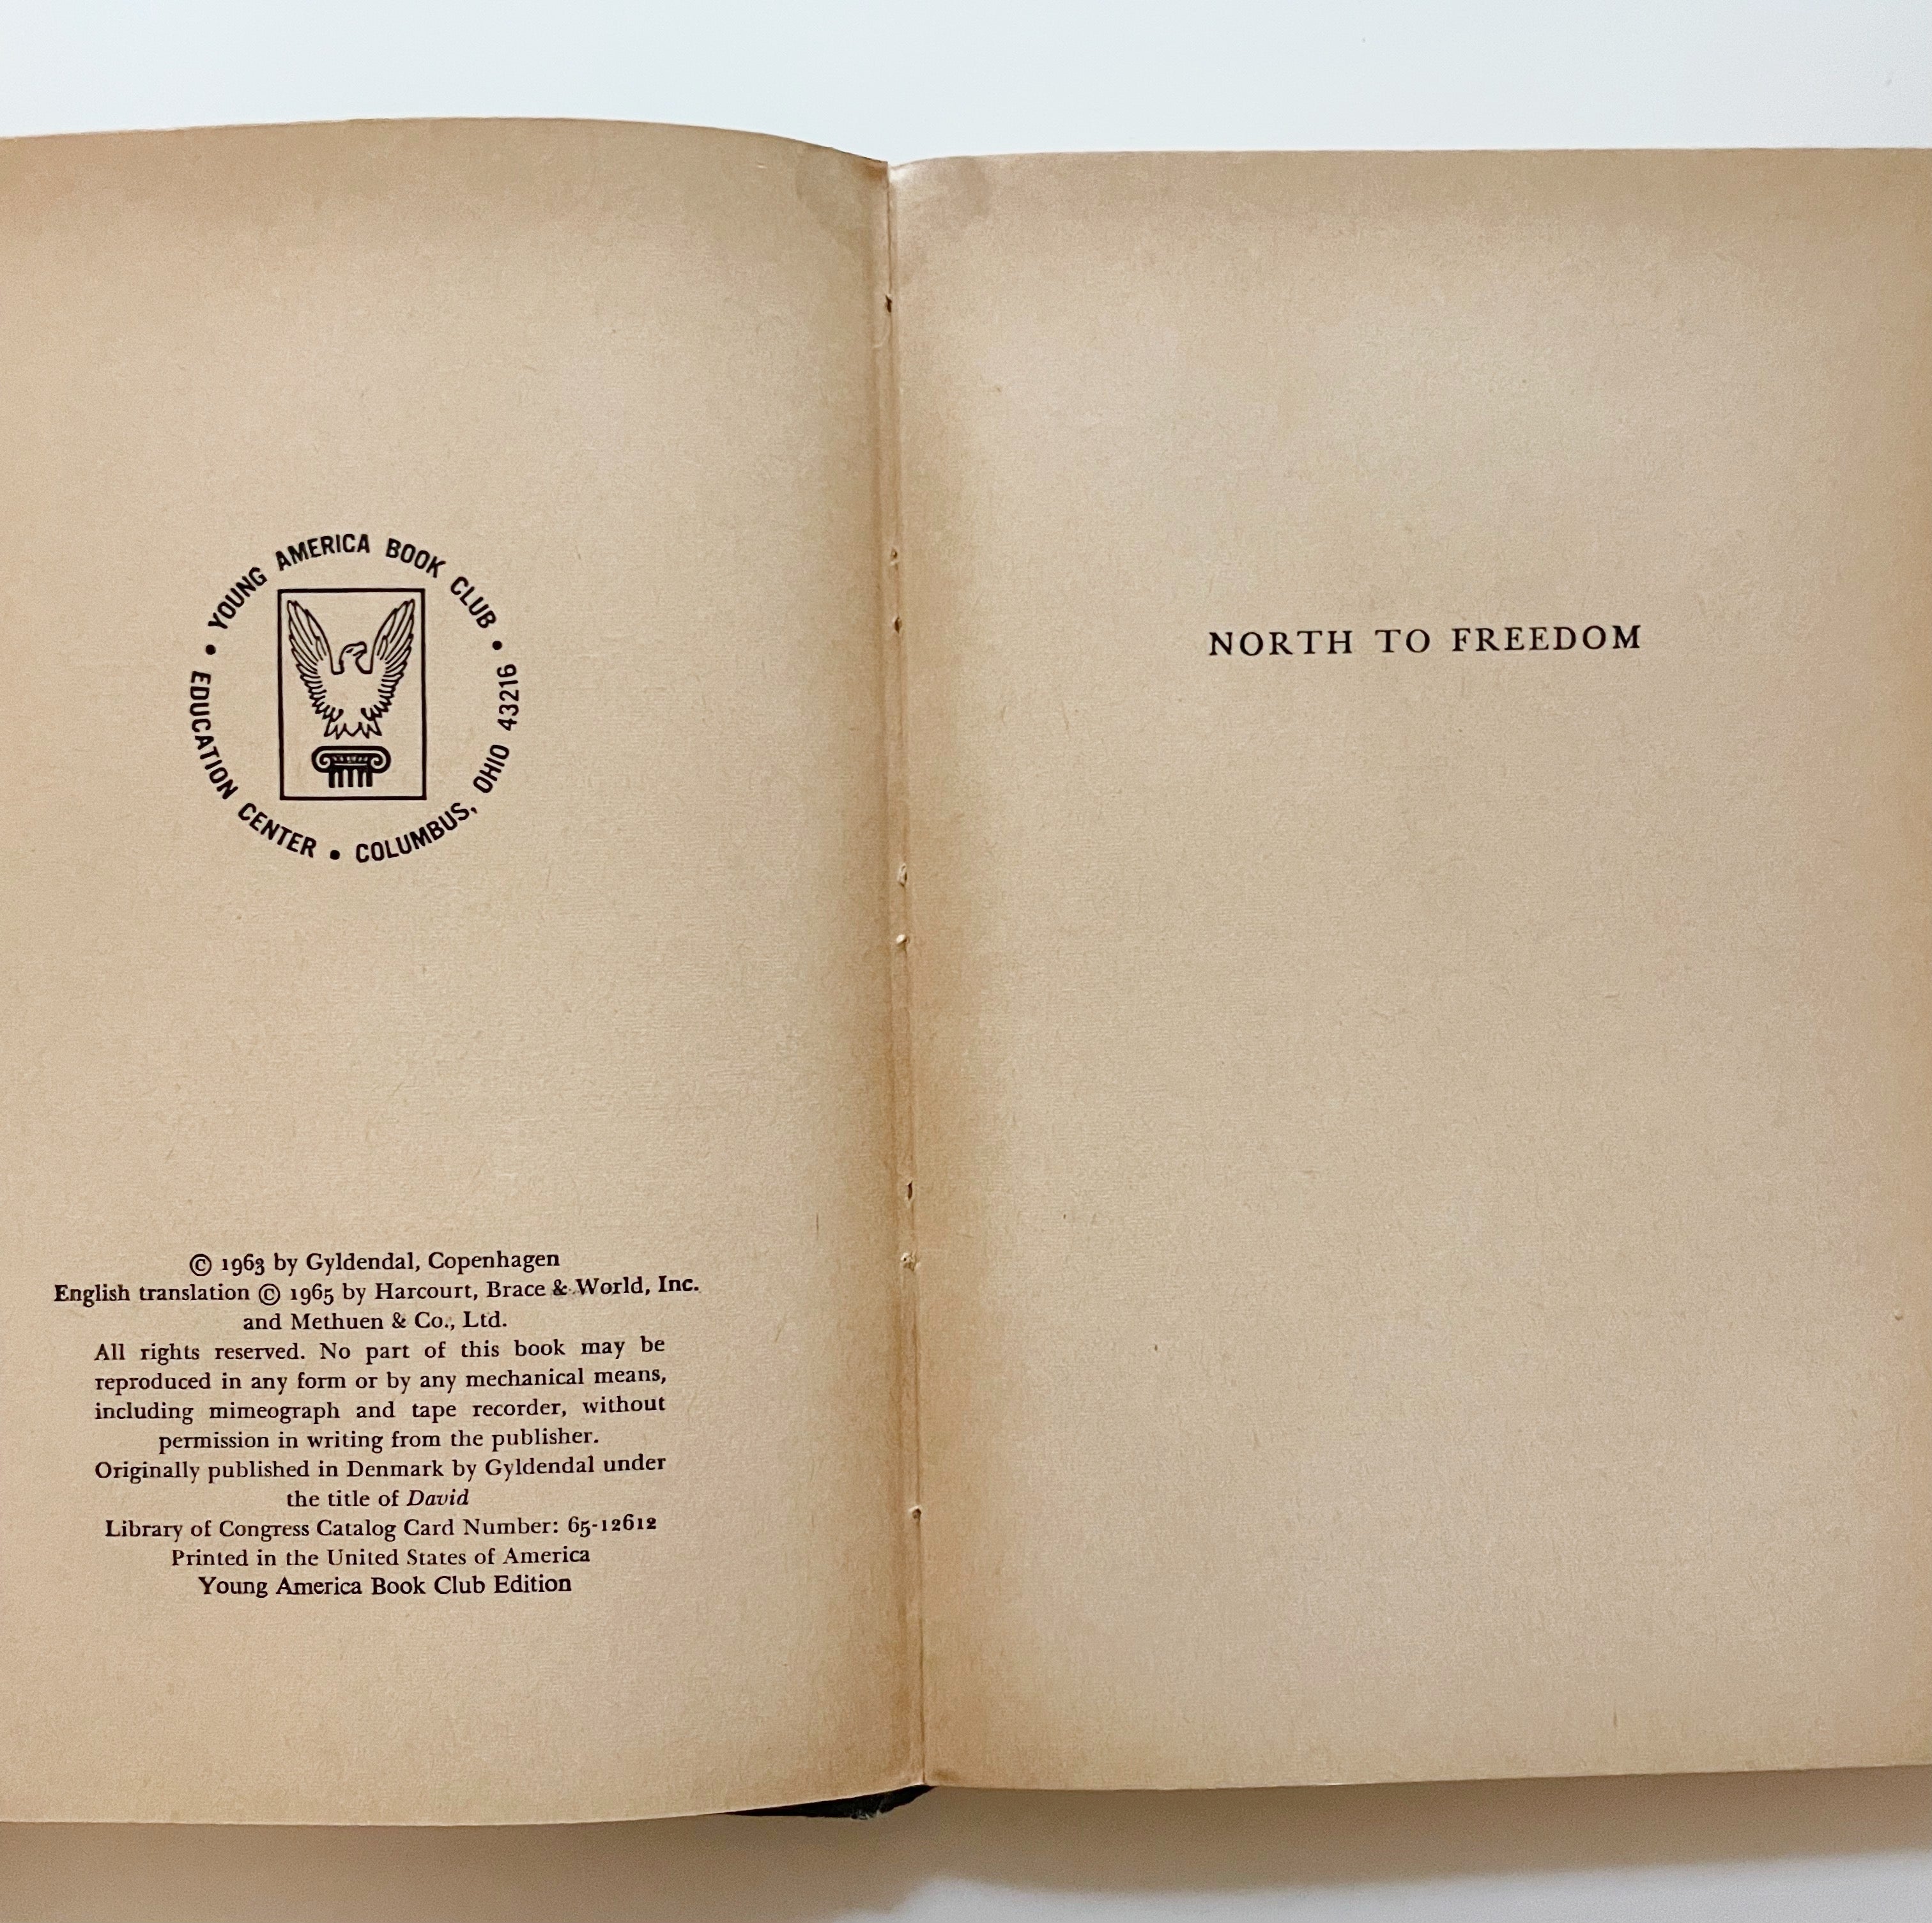 • YOUNG AMERICA BOOK CLUB •
EDUCATION CENTER • COLUMBUS, OHIO 43216
© 1963 by Gyldendal, Copenhagen
English translation © 1965 by Harcourt, Brace & World, Inc.
and Methuen & Co., Ltd.
All rights reserved. No part of this book may be
reproduced in any form or by any mechanical means,
including mimeograph and tape recorder, without
permission in writing from the publisher.
Originally published in Denmark by Gyldendal under
the title of David
Library of Congress Catalog Card Number: 65-12612
Printed in the United States of America
Young America Book Club Edition
NORTH TO FREEDOM